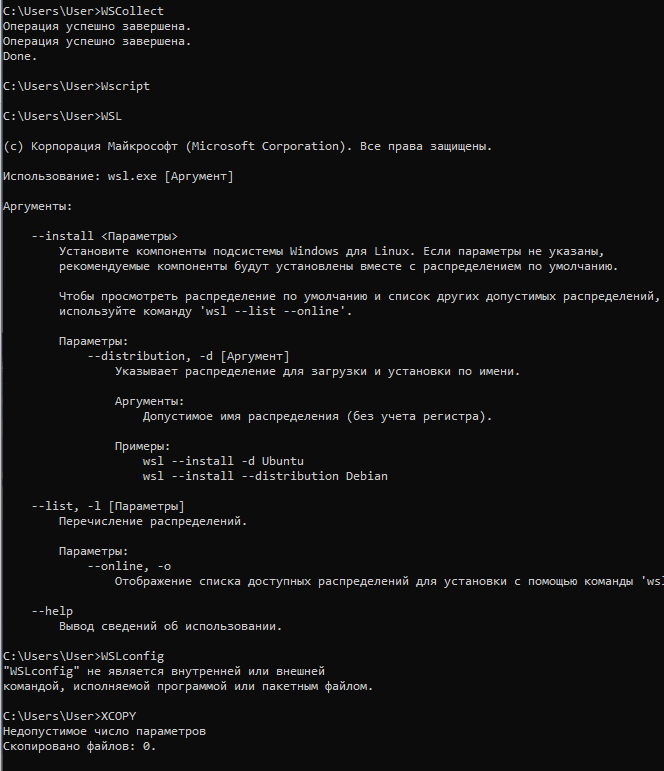 C:\Users\User>WSCollect
Операция успешно завершена.
Операция успешно завершена.
Done.
C:\Users\User>Wscript
C:\Users\User>WSL
(c) Корпорация Майкрософт (Microsoft Corporation). Все права защищены.
Использование: wsl.exe [Аргумент]
Аргументы:
--install <Параметры>
Установите компоненты подсистемы Windows для Linux. Если параметры не указаны,
рекомендуемые компоненты будут установлены вместе с распределением по умолчанию.
Чтобы просмотреть распределение по умолчанию и список других допустимых распределений,
используйте команду 'wsl --list --online'.
Параметры:
--distribution, -d [Аргумент]
Указывает распределение для загрузки и установки по имени.
Аргументы:
Допустимое имя распределения (без учета регистра).
Примеры:
wsl --install -d Ubuntu
wsl --install --distribution Debian
--list, -l [Параметры]
Перечисление распределений.
Параметры:
--online, -o
Отображение списка доступных распределений для установки с помощью команды 'wsl
--help
Вывод сведений об использовании.
C:\Users\User>WSLconfig
"WSLconfig" не является внутренней или внешней
командой, исполняемой программой или пакетным файлом.
C:\Users\User>XCOPY
Недопустимое число параметров
Скопировано файлов: 0.